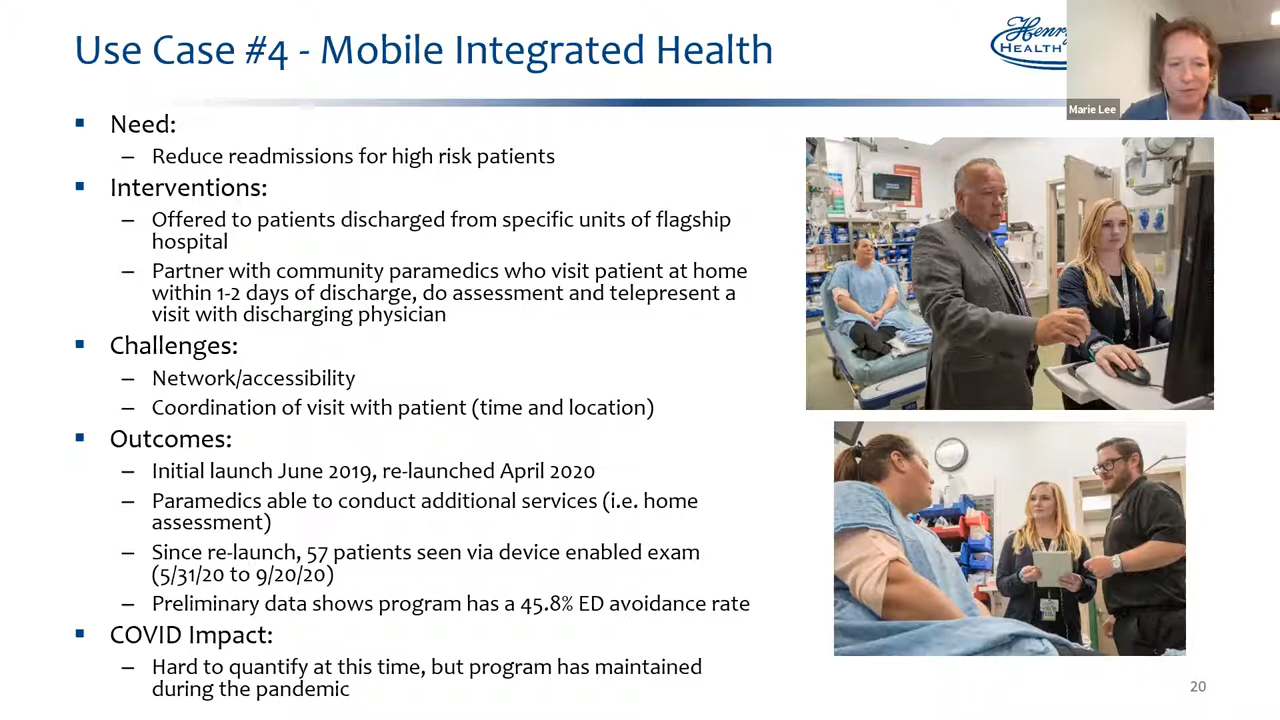 Use Case #4 - Mobile Integrated Health
Henry
HEALTH
Marie Lee
▪ Need:
– Reduce readmissions for high risk patients
▪ Interventions:
– Offered to patients discharged from specific units of flagship
hospital
– Partner with community paramedics who visit patient at home
within 1-2 days of discharge, do assessment and telepresent a
visit with discharging physician
▪ Challenges:
– Network/accessibility
– Coordination of visit with patient (time and location)
▪ Outcomes:
– Initial launch June 2019, re-launched April 2020
– Paramedics able to conduct additional services (i.e. home
assessment)
– Since re-launch, 57 patients seen via device enabled exam
(5/31/20 to 9/20/20)
– Preliminary data shows program has a 45.8% ED avoidance rate
▪ COVID Impact:
– Hard to quantify at this time, but program has maintained
during the pandemic
20